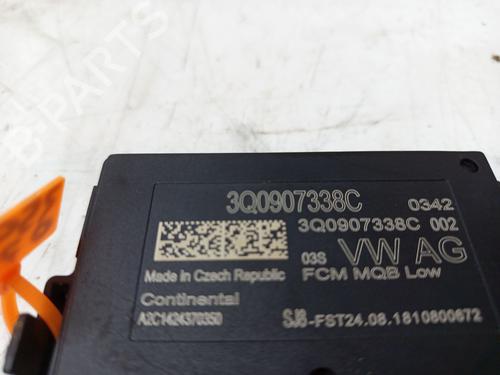 3Q0907338C 0342
3Q0907338C 002
03S VW AG
Made in Czech Republic FCM MQB Low
Continental
A2C1424370350 SJ8-FST24.08.1810800672
B-PARTS